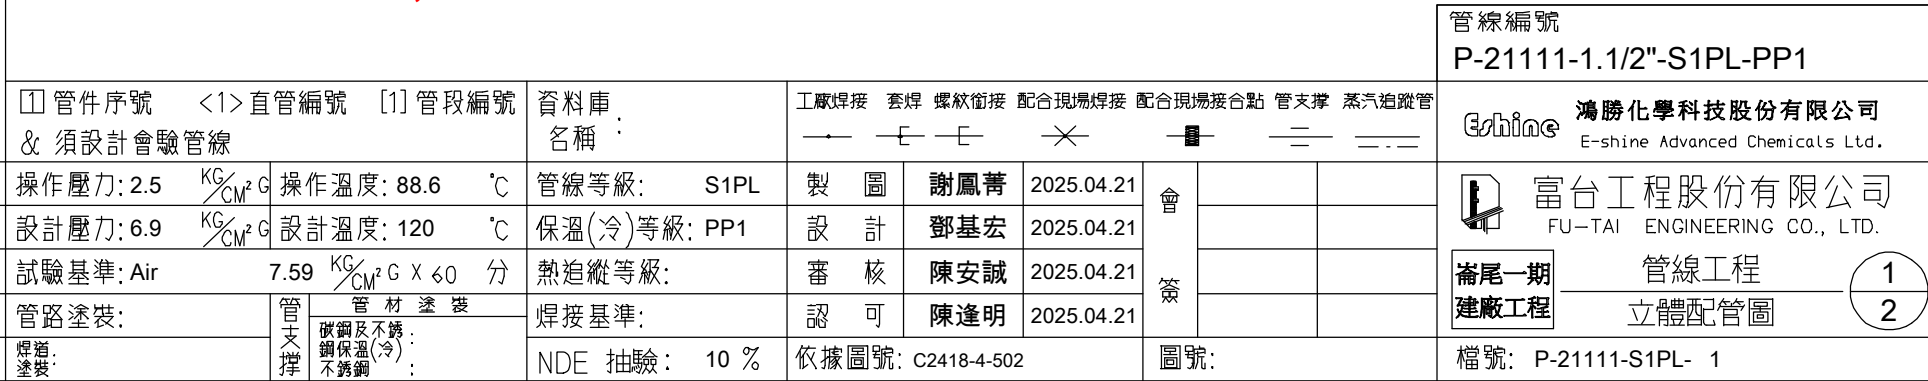 管線編號
P-21111-1.1/2"-S1PL-PP1
1 管件序號 <1>直管編號 [1] 管段編號
& 須設計會驗管線
資料庫
名稱 :
工廠焊接 套焊 螺紋銜接 配合現場焊接 配合現場接合點 管支撐 蒸汽追蹤管
Eshine 鴻勝化學科技股份有限公司
E-shine Advanced Chemicals Ltd.
操作壓力: 2.5 KG/CM² G 操作溫度: 88.6 °C 管線等級: S1PL 製圖 謝鳳菁 2025.04.21
設計壓力: 6.9 KG/CM² G 設計溫度: 120 °C 保溫(冷)等級: PP1 設計 鄧基宏 2025.04.21
會簽
富台工程股份有限公司
FU-TAI ENGINEERING CO., LTD.
試驗基準: Air 7.59 KG/CM² G X 60 分 熱追縱等級: 審核 陳安誠 2025.04.21
管路塗裝: 管支撐 管材塗裝 焊接基準: 認可 陳逢明 2025.04.21
碳鋼及不銹
鋼保溫(冷) :
不銹鋼 :
崙尾一期
建廠工程
管線工程
立體配管圖
1
2
焊道:
塗裝
NDE 抽驗: 10 % 依據圖號: C2418-4-502 圖號: 檔號: P-21111-S1PL- 1